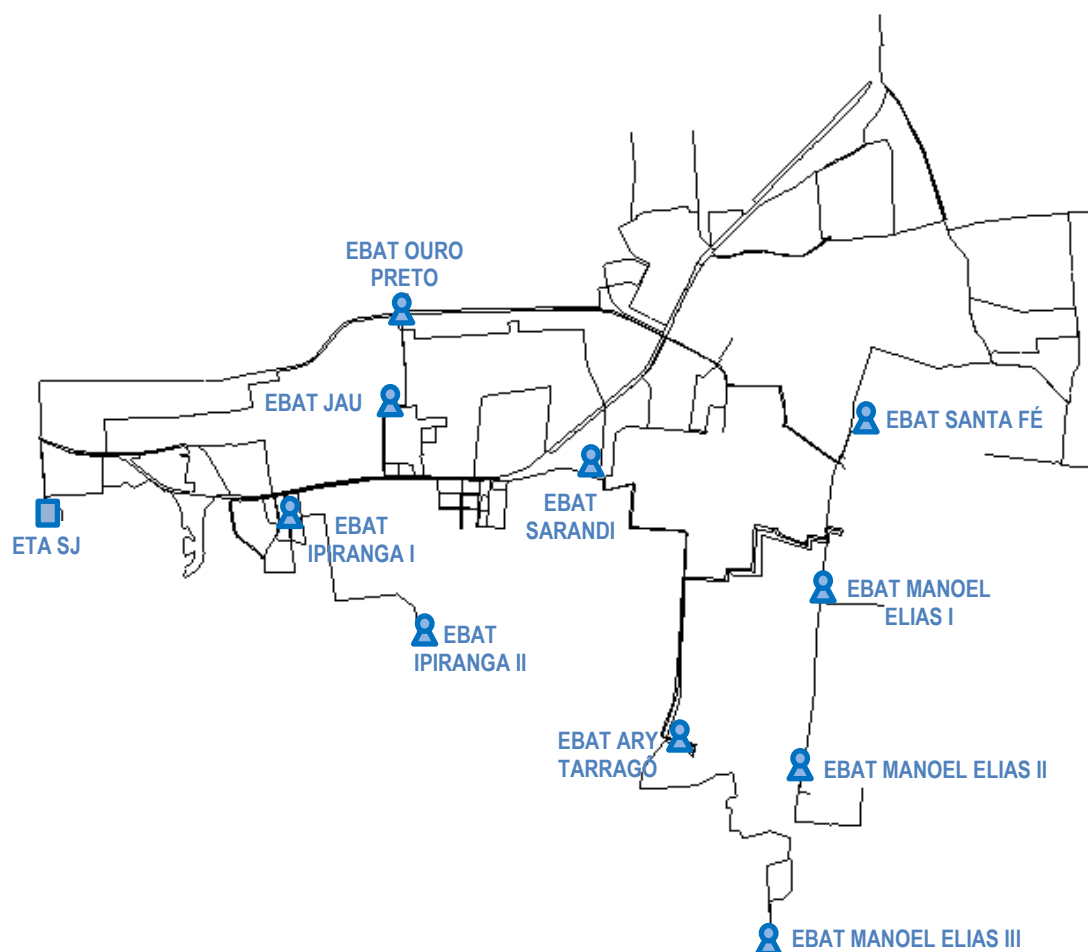 EBAT OURO
PRETO
EBAT JAU
EBAT SANTA FÉ
EBAT
SARANDI
EBAT
IPIRANGA I
ETA SJ
EBAT MANOEL
ELIAS I
EBAT
IPIRANGA II
EBAT ARY
TARRAGÓ
EBAT MANOEL ELIAS II
EBAT MANOEL ELIAS III